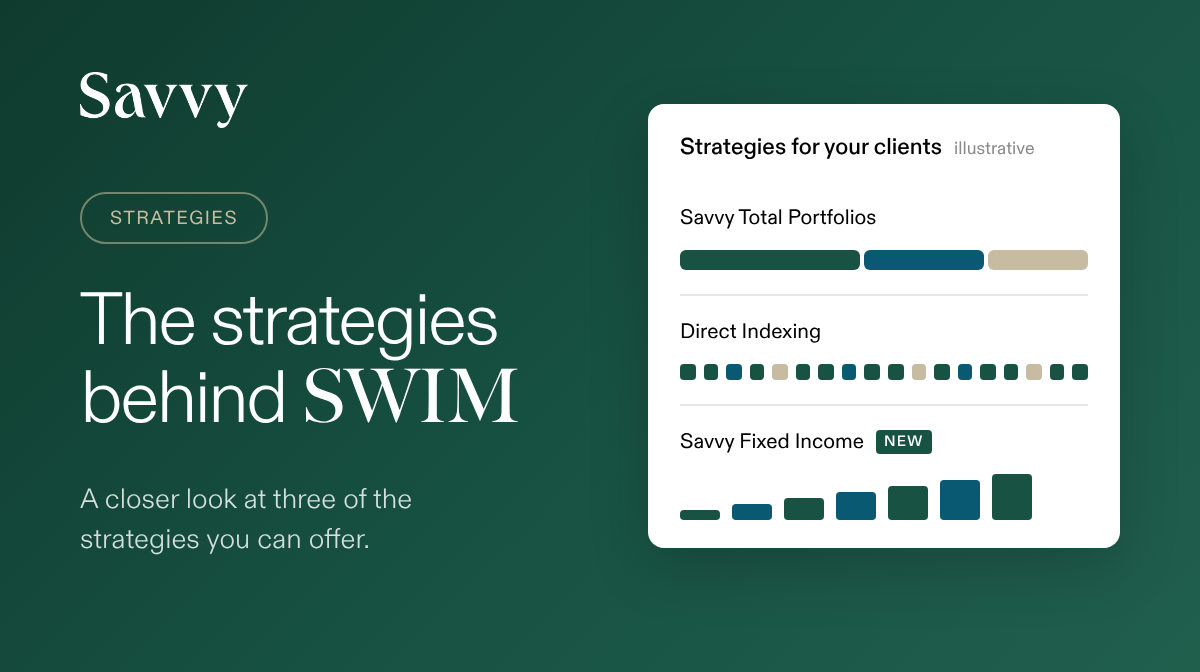 Savvy
STRATEGIES
The strategies
behind SWIM
A closer look at three of the
strategies you can offer.
Strategies for your clients illustrative
Savvy Total Portfolios
Direct Indexing
Savvy Fixed Income NEW